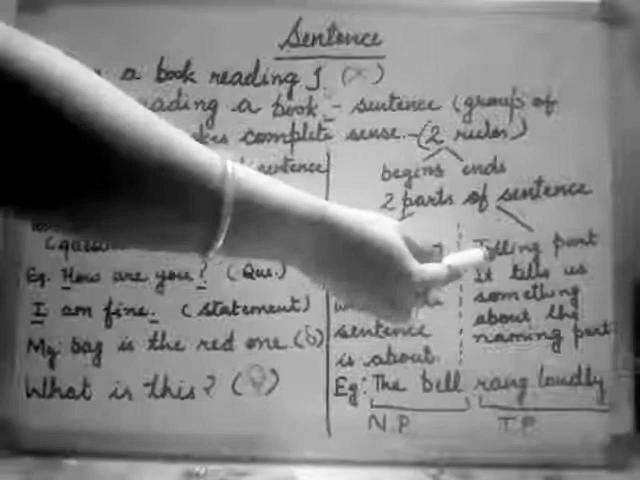 Sentence
a book reading I (x)
reading a book. - sentence (group of
complete sense. - (2 rules)
sentence
begins ends
2 parts of sentence
Eg. How are you? (Que.)
I am fine. (statement)
My bag is the red one. (S)
What is this? (Q)
Telling part
it tells us
something
about the
naming part
sentence
is about.
Eg: The bell rang loudly
N.P T.P